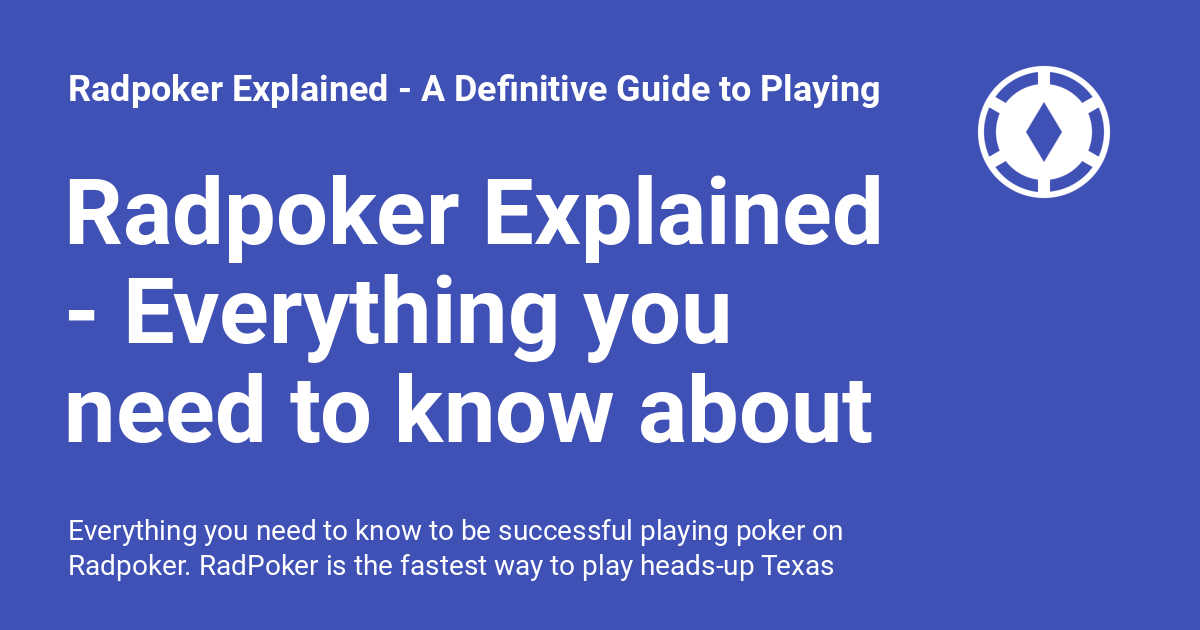 Radpoker Explained - A Definitive Guide to Playing
Radpoker Explained
- Everything you
need to know about
Everything you need to know to be successful playing poker on
Radpoker. RadPoker is the fastest way to play heads-up Texas